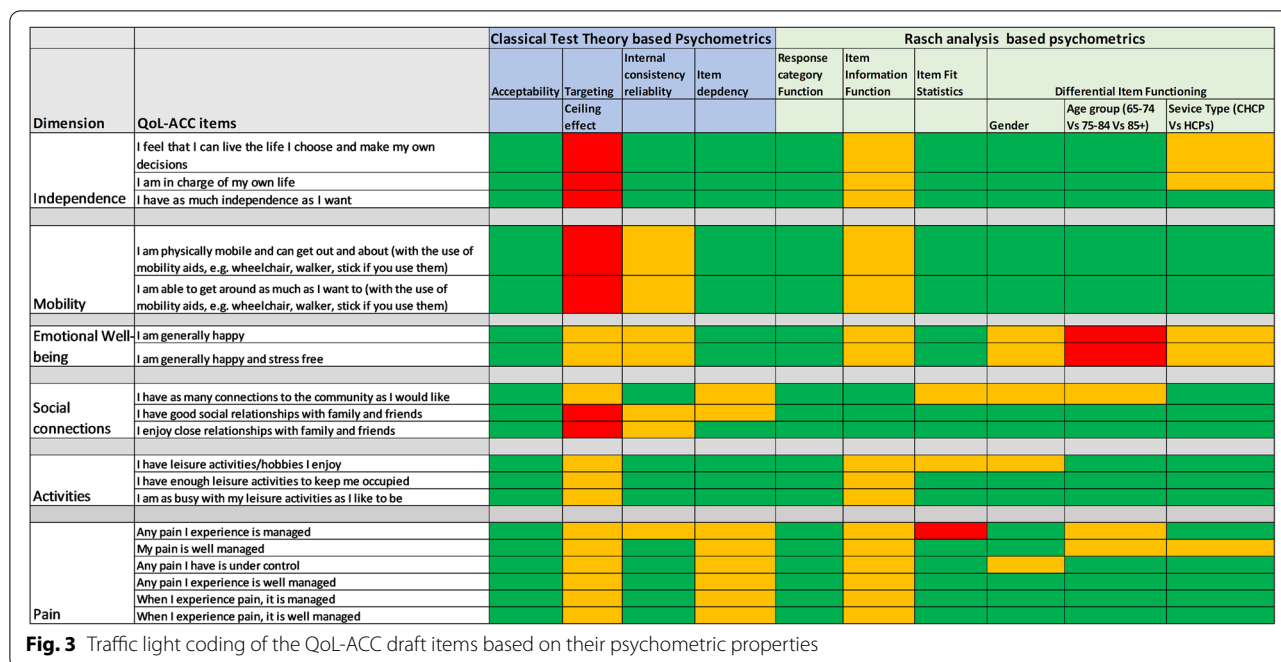 Classical Test Theory based Psychometrics
Rasch analysis based psychometrics
Acceptability
Targeting
Internal
consistency
reliablity
Item
depdency
Response
category
Function
Item
Information
Function
Item Fit
Statistics
Differential Item Functioning
Dimension
QoL-ACC items
Ceiling
effect
Gender
Age group (65-74
Vs 75-84 Vs 85+)
Sevice Type (CHCP
Vs HCPs)
Independence
I feel that I can live the life I choose and make my own
decisions
I am in charge of my own life
I have as much independence as I want
Mobility
I am physically mobile and can get out and about (with the use of
mobility aids, e.g. wheelchair, walker, stick if you use them)
I am able to get around as much as I want to (with the use of
mobility aids, e.g. wheelchair, walker, stick if you use them)
Emotional Well-
being
I am generally happy
I am generally happy and stress free
Social
connections
I have as many connections to the community as I would like
I have good social relationships with family and friends
I enjoy close relationships with family and friends
Activities
I have leisure activities/hobbies I enjoy
I have enough leisure activities to keep me occupied
I am as busy with my leisure activities as I like to be
Pain
Any pain I experience is managed
My pain is well managed
Any pain I have is under control
Any pain I experience is well managed
When I experience pain, it is managed
When I experience pain, it is well managed
Fig. 3 Traffic light coding of the QoL-ACC draft items based on their psychometric properties